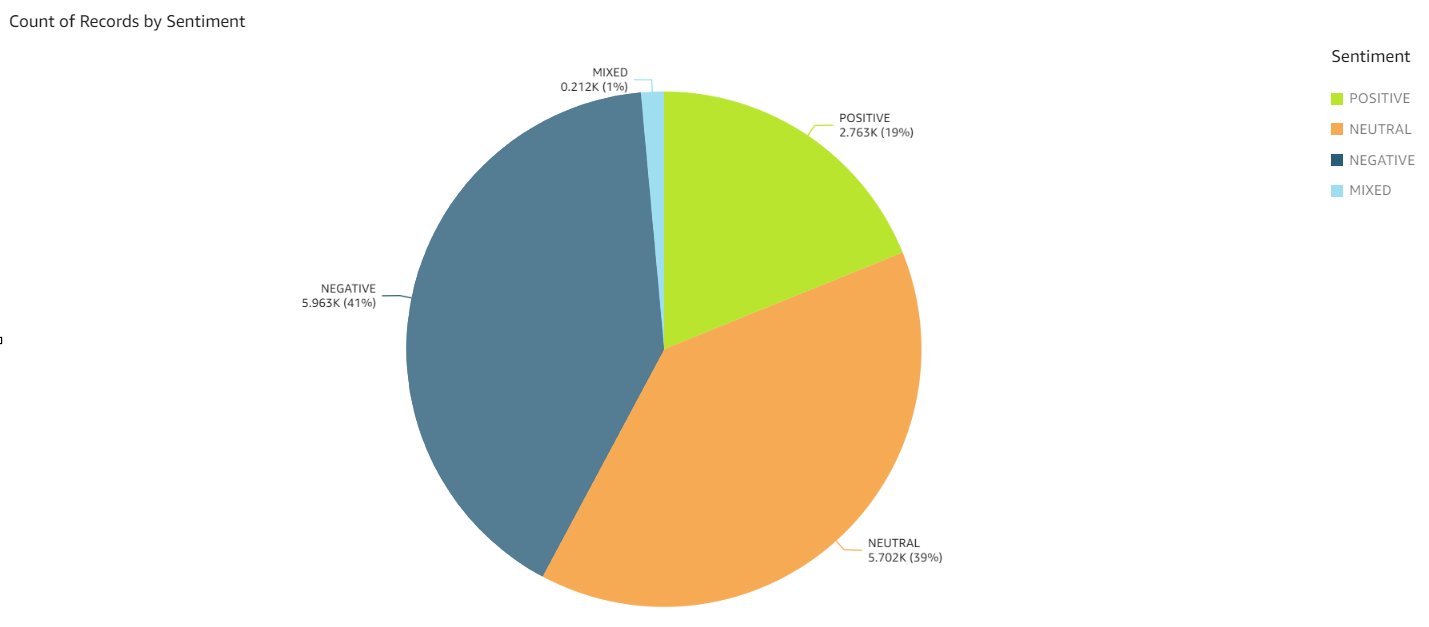 Count of Records by Sentiment
MIXED
0.212K (1%)
POSITIVE
2.763K (19%)
NEGATIVE
5.963K (41%)
NEUTRAL
5.702K (39%)
Sentiment
POSITIVE
NEUTRAL
NEGATIVE
MIXED